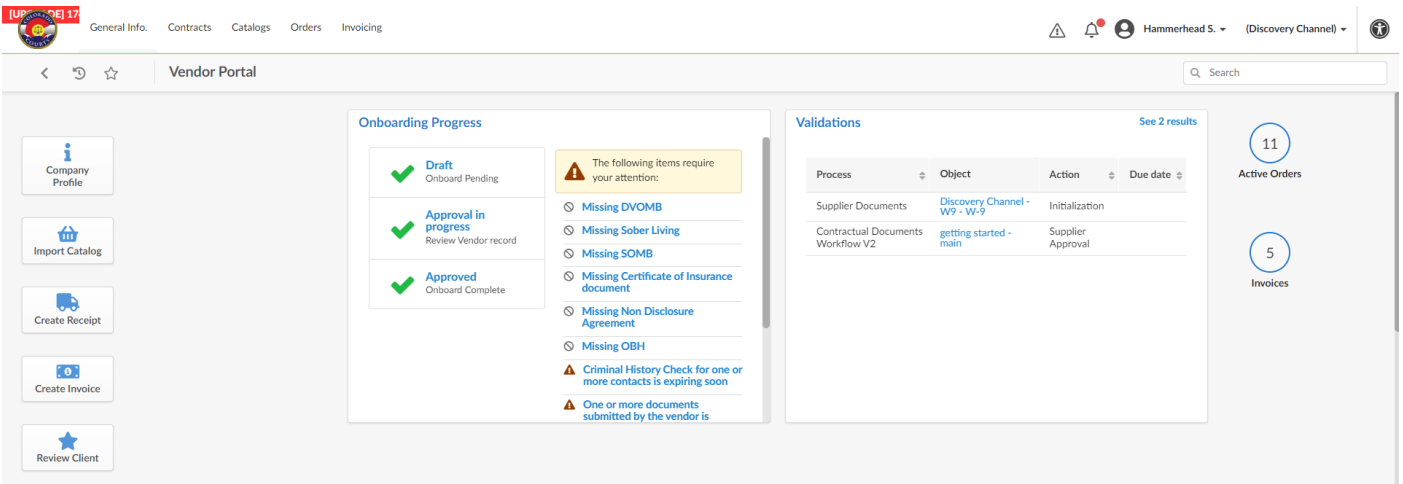 [UPGRADE] 17
COLORADO COURTS
General Info. Contracts Catalogs Orders Invoicing
Hammerhead S. (Discovery Channel)
Vendor Portal
Search
Company
Profile
Import Catalog
Create Receipt
Create Invoice
Review Client
Onboarding Progress
Draft
Onboard Pending
Approval in
progress
Review Vendor record
Approved
Onboard Complete
The following items require
your attention:
Missing DVOMB
Missing Sober Living
Missing SOMB
Missing Certificate of Insurance
document
Missing Non Disclosure
Agreement
Missing OBH
Criminal History Check for one or
more contacts is expiring soon
One or more documents
submitted by the vendor is
Validations
See 2 results
Process Object Action Due date
Supplier Documents
Discovery Channel -
W9 - W-9
Initialization
Contractual Documents
Workflow V2
getting started -
main
Supplier
Approval
11
Active Orders
5
Invoices